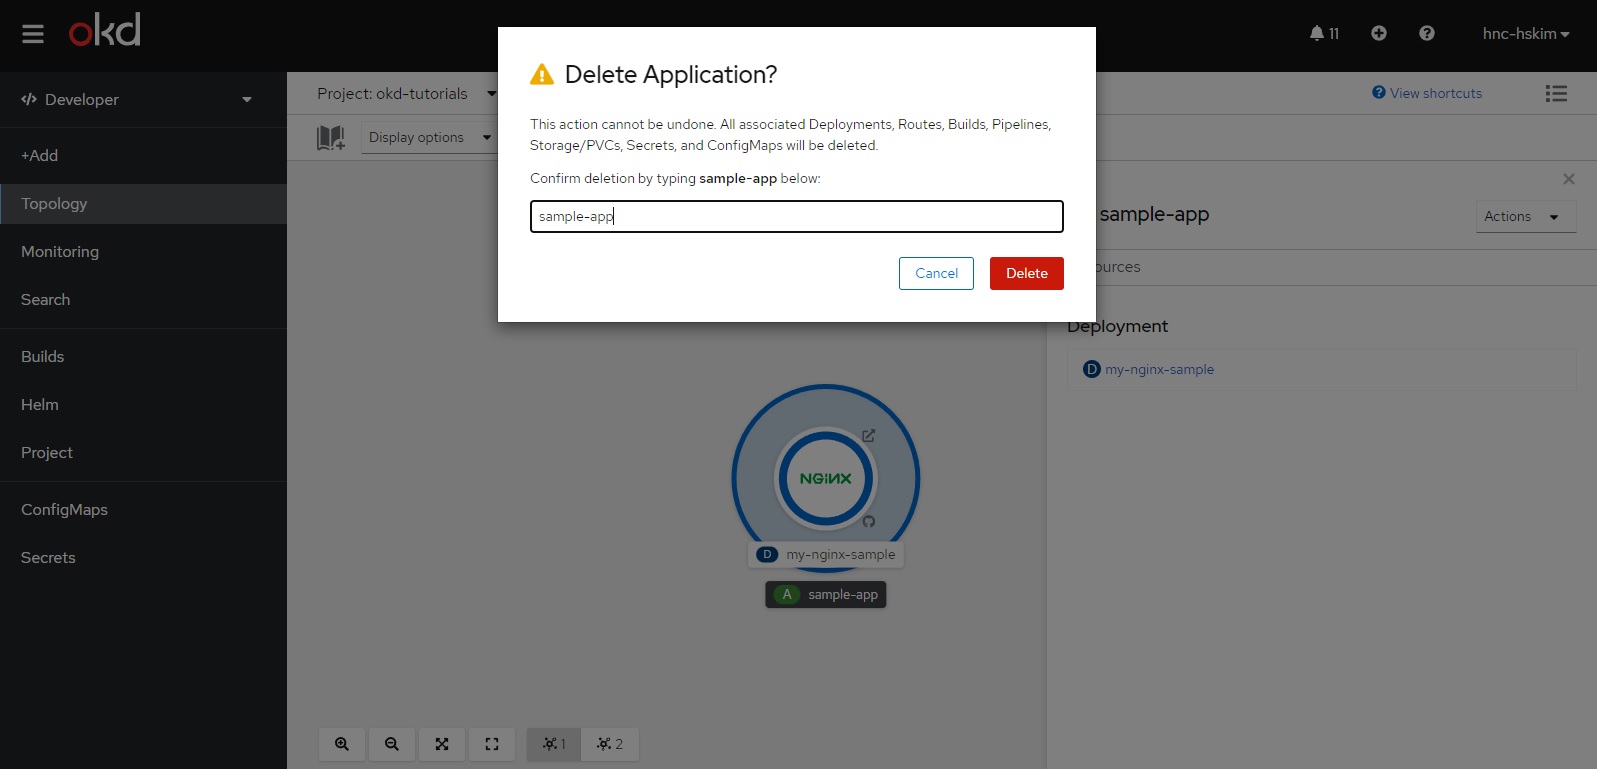 okd
11
hnc-hskim
Developer
+Add
Topology
Monitoring
Search
Builds
Helm
Project
ConfigMaps
Secrets
Project: okd-tutorials
Display options
View shortcuts
Delete Application?
This action cannot be undone. All associated Deployments, Routes, Builds, Pipelines,
Storage/PVCs, Secrets, and ConfigMaps will be deleted.
Confirm deletion by typing sample-app below:
sample-app
Cancel
Delete
sample-app
Actions
ources
Deployment
D my-nginx-sample
NGINX
D my-nginx-sample
A sample-app
1
2